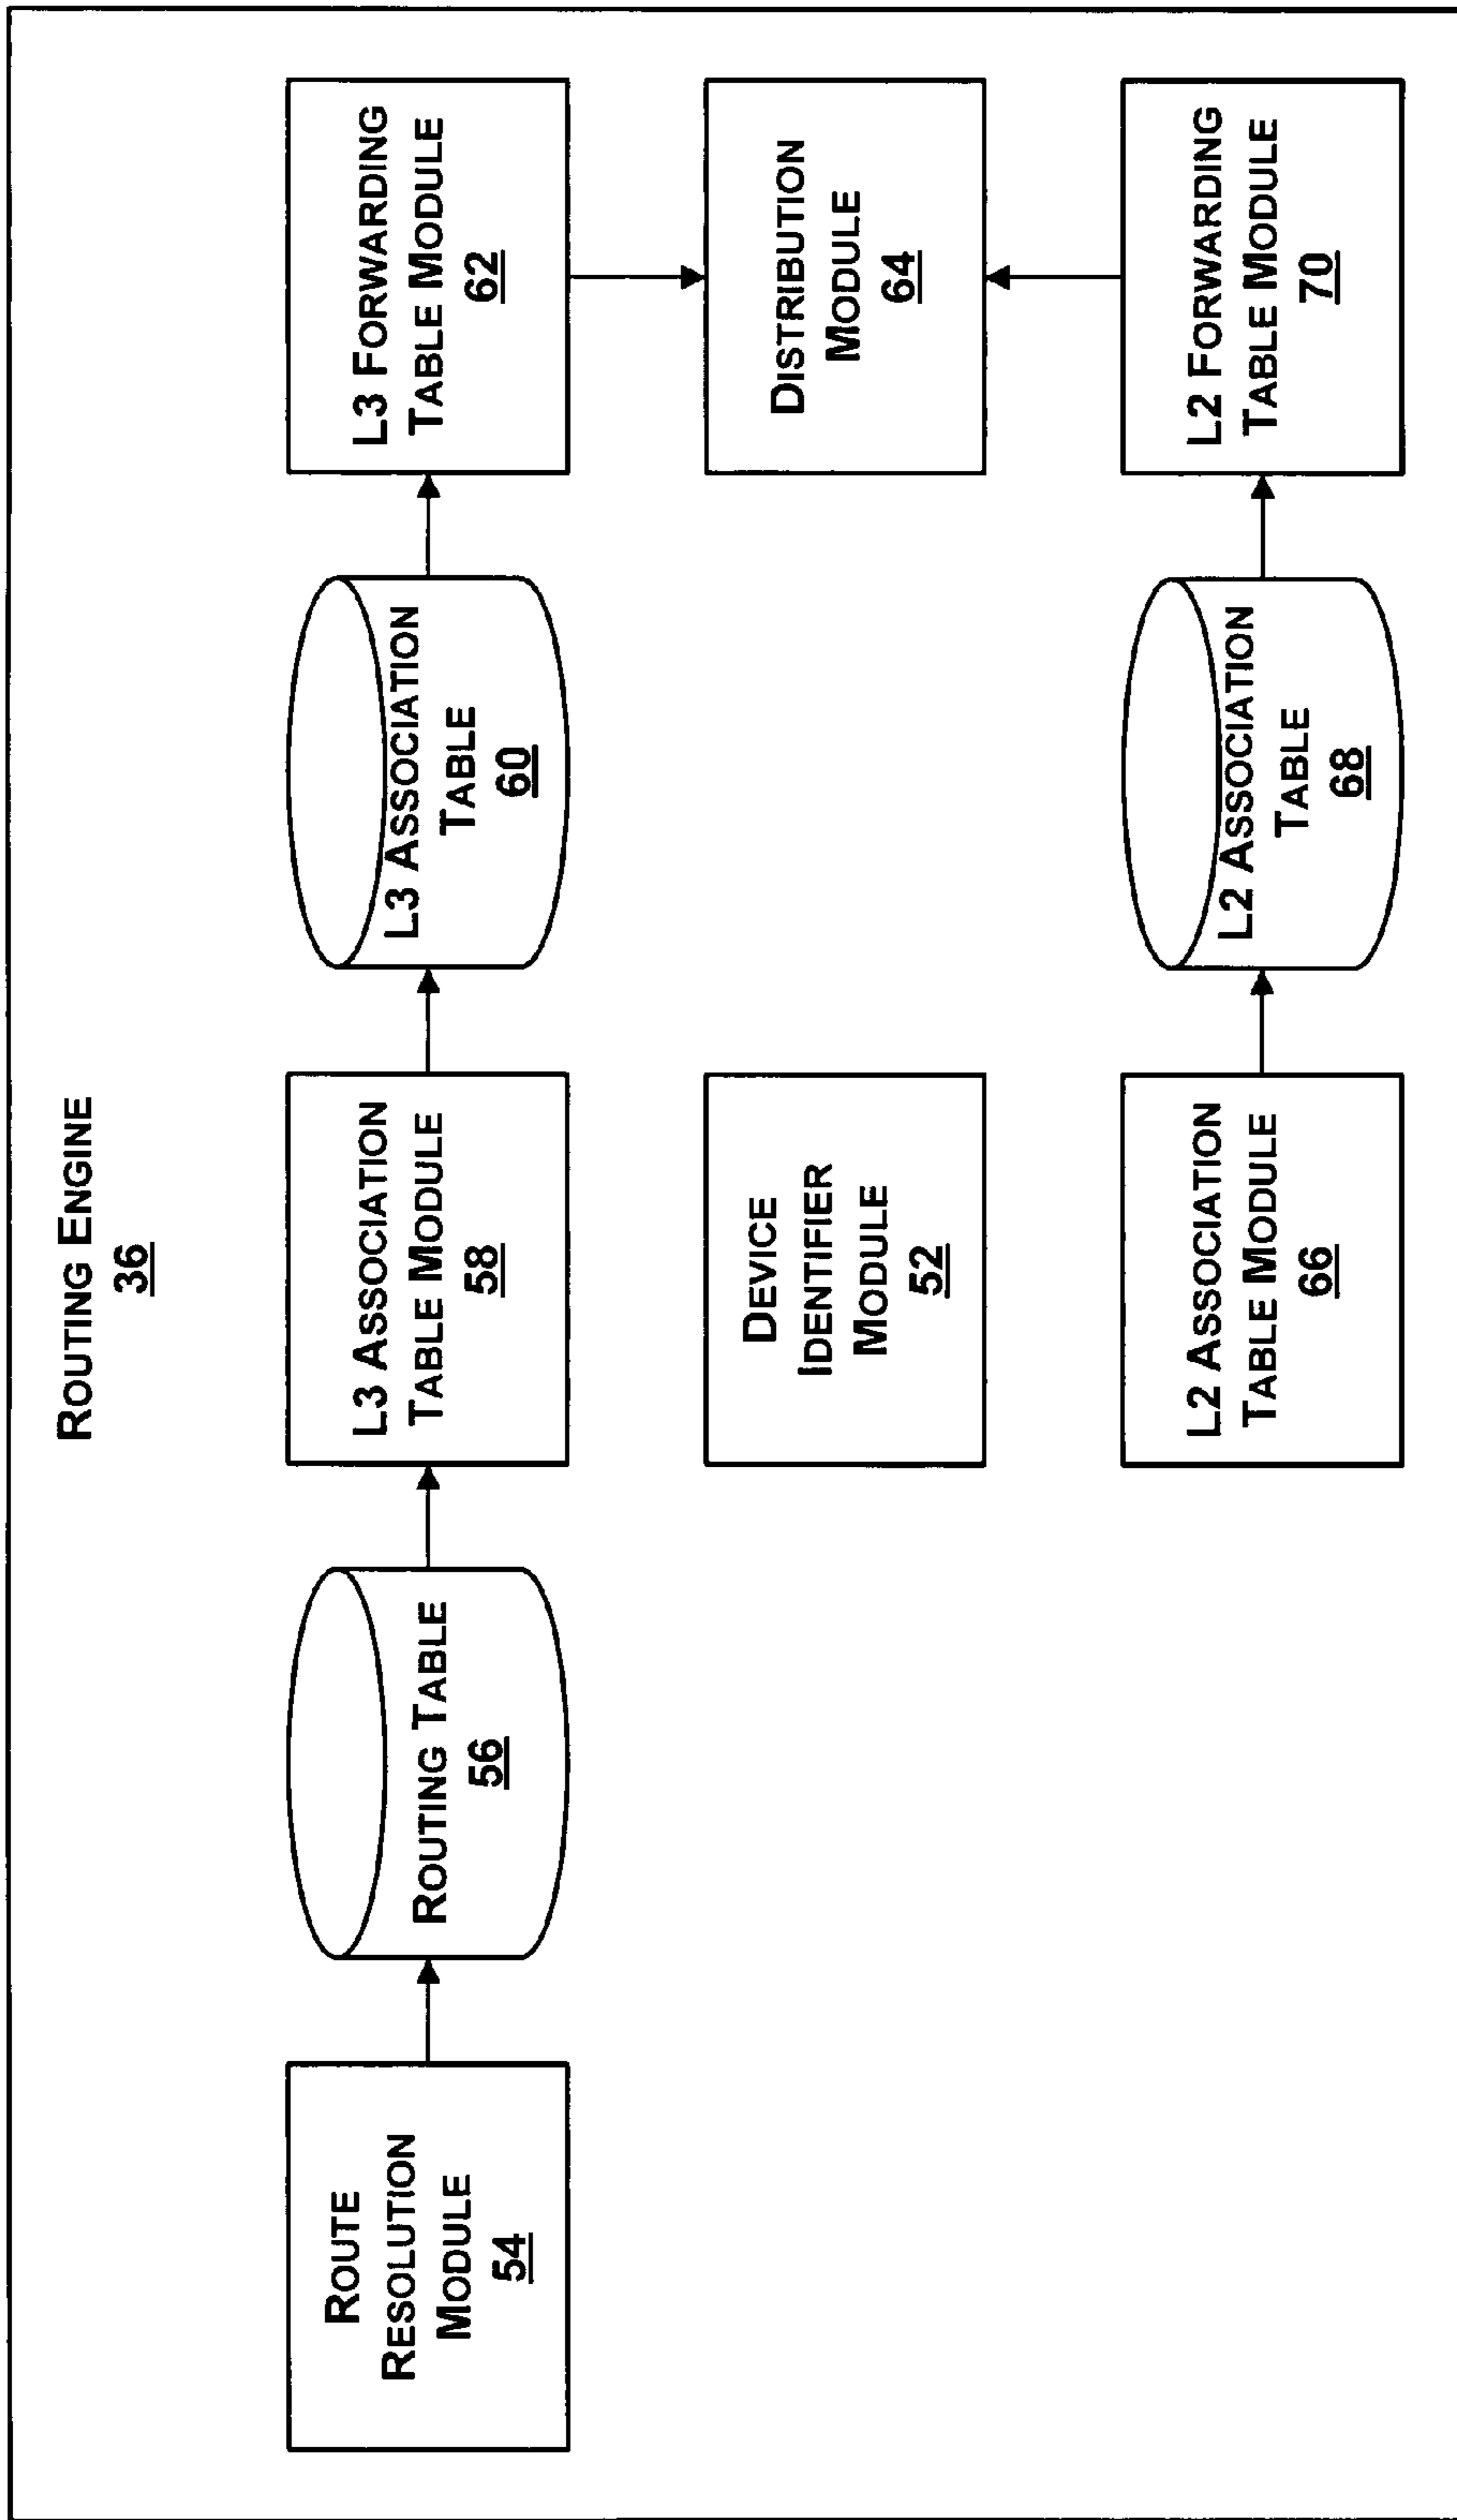 ROUTING ENGINE
36
ROUTE
RESOLUTION
MODULE
54
ROUTING TABLE
56
L3 ASSOCIATION
TABLE MODULE
58
L3 ASSOCIATION
TABLE
60
L3 FORWARDING
TABLE MODULE
62
DEVICE
IDENTIFIER
MODULE
52
DISTRIBUTION
MODULE
64
L2 ASSOCIATION
TABLE MODULE
66
L2 ASSOCIATION
TABLE
68
L2 FORWARDING
TABLE MODULE
70